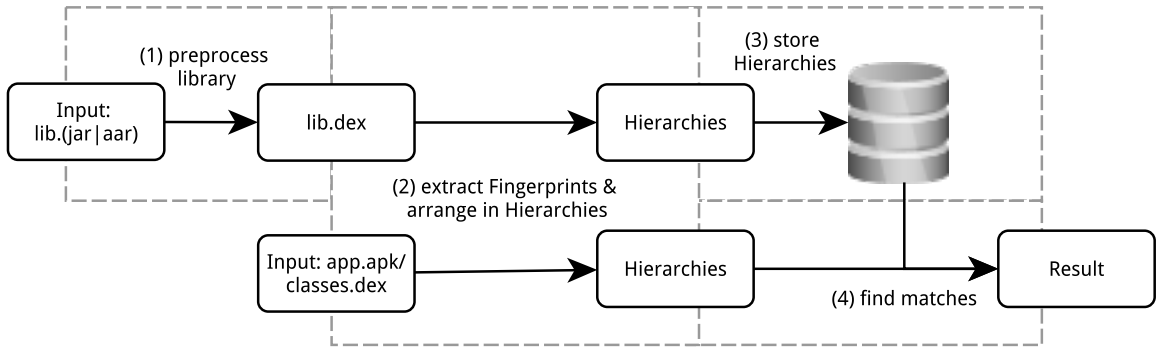 (1) preprocess
library
(3) store
Hierarchies
Input:
lib.(jar|aar)
lib.dex
Hierarchies
(2) extract Fingerprints &
arrange in Hierarchies
Input: app.apk/
classes.dex
Hierarchies
Result
(4) find matches